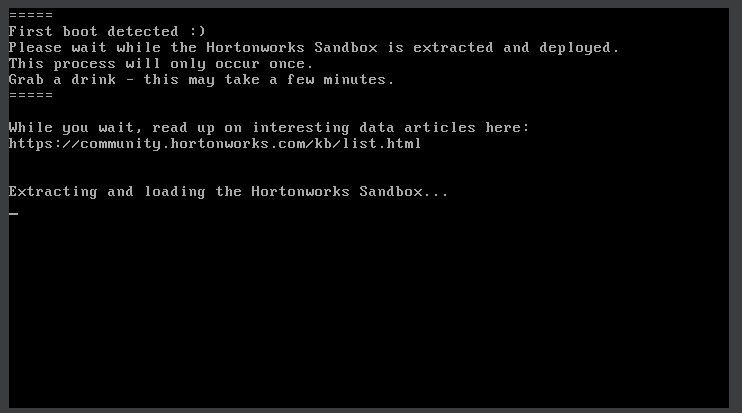 =====
First boot detected :)
Please wait while the Hortonworks Sandbox is extracted and deployed.
This process will only occur once.
Grab a drink - this may take a few minutes.
=====
While you wait, read up on interesting data articles here:
https://community.hortonworks.com/kb/list.html
Extracting and loading the Hortonworks Sandbox...
_